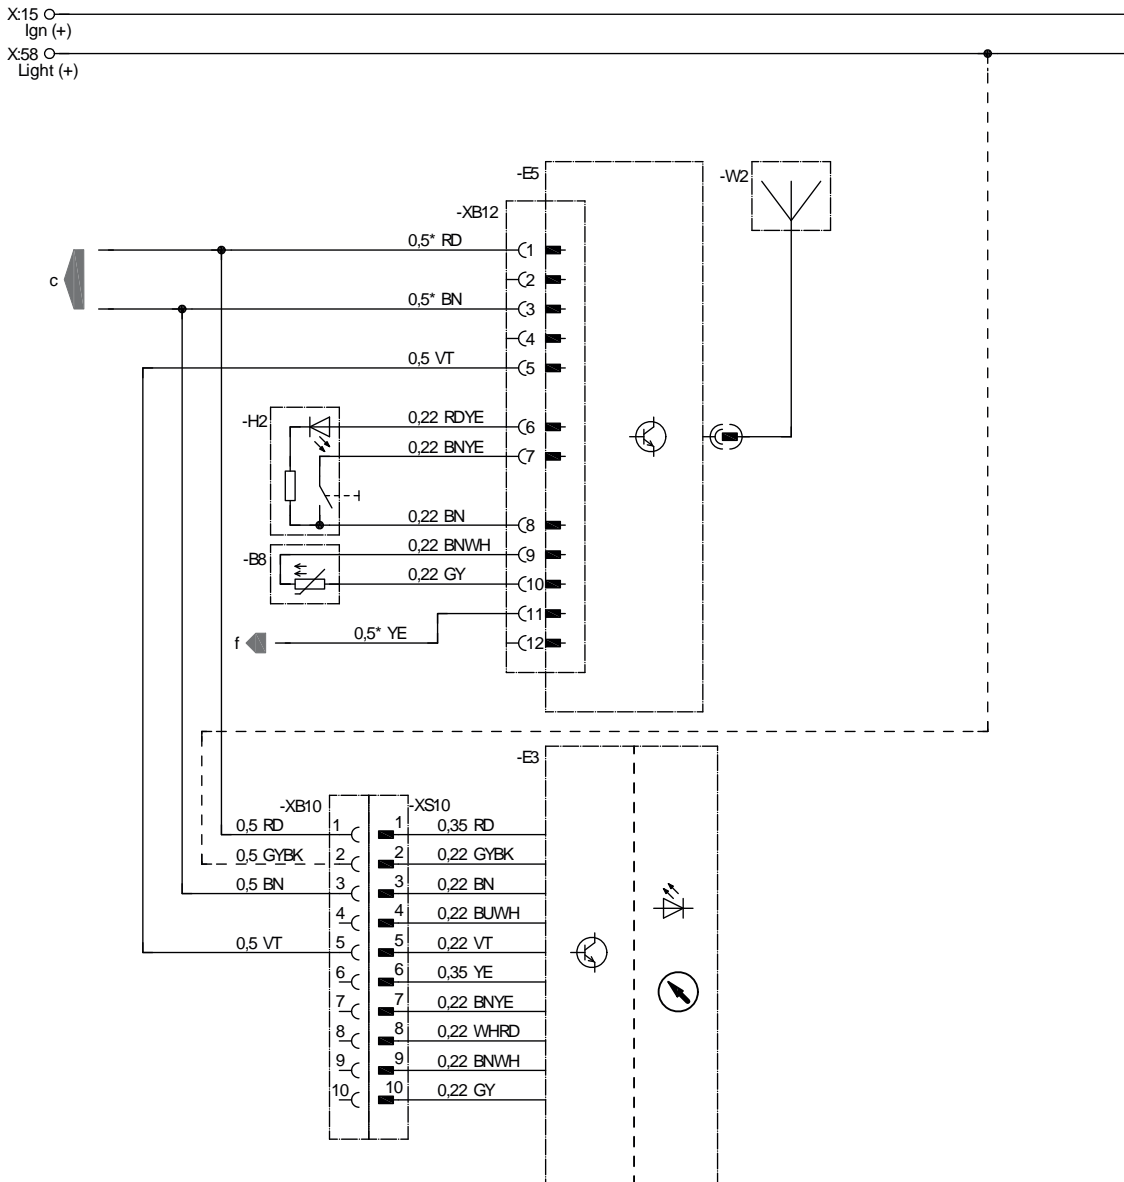 X:15
Ign (+)
X:58
Light (+)
-E5
-W2
-XB12
c
0,5* RD
1
2
0,5* BN
3
4
0,5 VT
5
-H2
0,22 RDYE
6
0,22 BNYE
7
0,22 BN
8
-B8
0,22 BNWH
9
0,22 GY
10
11
f
0,5* YE
12
-E3
-XB10
-XS10
0,5 RD
1
1
0,35 RD
0,5 GYBK
2
2
0,22 GYBK
0,5 BN
3
3
0,22 BN
4
4
0,22 BUWH
0,5 VT
5
5
0,22 VT
6
6
0,35 YE
7
7
0,22 BNYE
8
8
0,22 WHRD
9
9
0,22 BNWH
10
10
0,22 GY